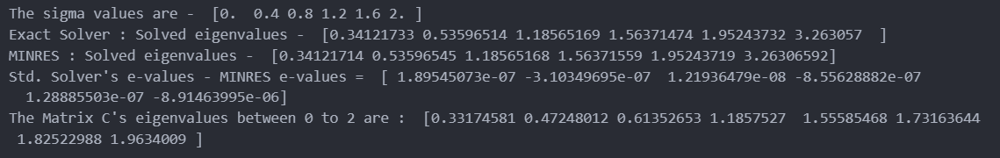 The sigma values are -  [0.  0.4 0.8 1.2 1.6 2. ]
Exact Solver : Solved eigenvalues -  [0.34121733 0.53596514 1.18565169 1.56371474 1.95243732 3.263057  ]
MINRES : Solved eigenvalues -  [0.34121714 0.53596545 1.18565168 1.56371559 1.95243719 3.26306592]
Std. Solver's e-values - MINRES e-values =  [ 1.89545073e-07 -3.10349695e-07  1.21936479e-08 -8.55628882e-07
  1.28885503e-07 -8.91463995e-06]
The Matrix C's eigenvalues between 0 to 2 are :  [0.33174581 0.47248012 0.61352653 1.1857527  1.55585468 1.73163644
 1.82522988 1.9634009 ]